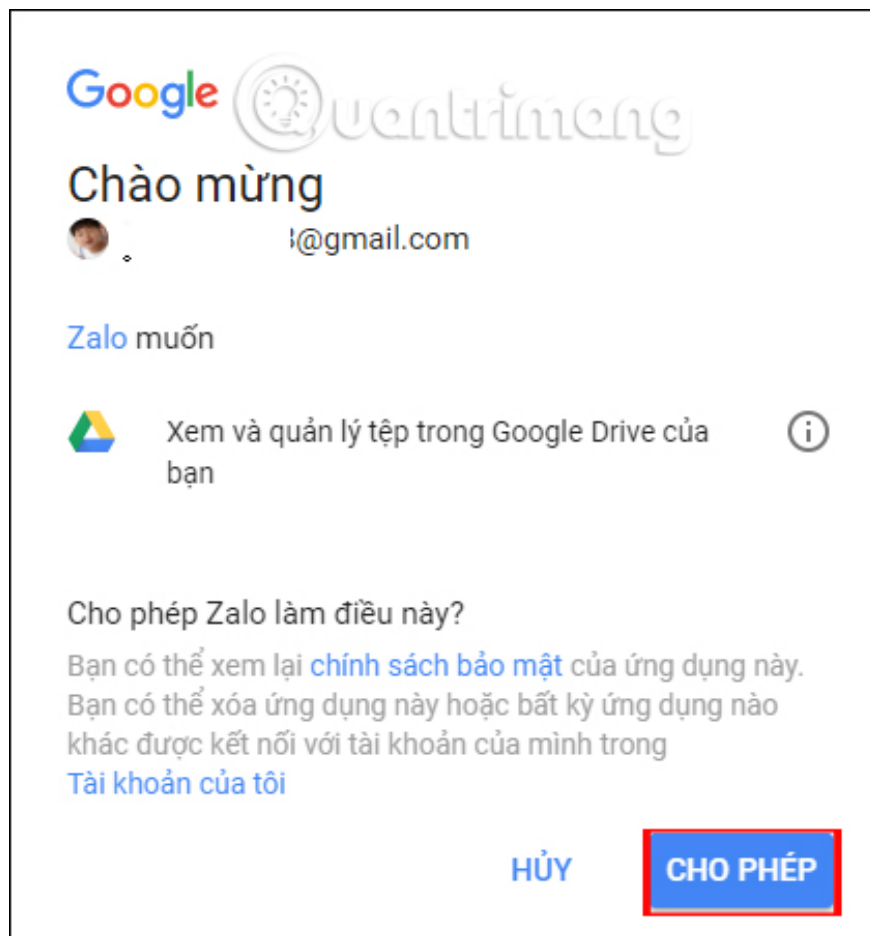 Google
Quantrimang
Chào mừng
@gmail.com
Zalo muốn
Xem và quản lý tệp trong Google Drive của
bạn
Cho phép Zalo làm điều này?
Bạn có thể xem lại chính sách bảo mật của ứng dụng này.
Bạn có thể xóa ứng dụng này hoặc bất kỳ ứng dụng nào
khác được kết nối với tài khoản của mình trong
Tài khoản của tôi
HỦY
CHO PHÉP